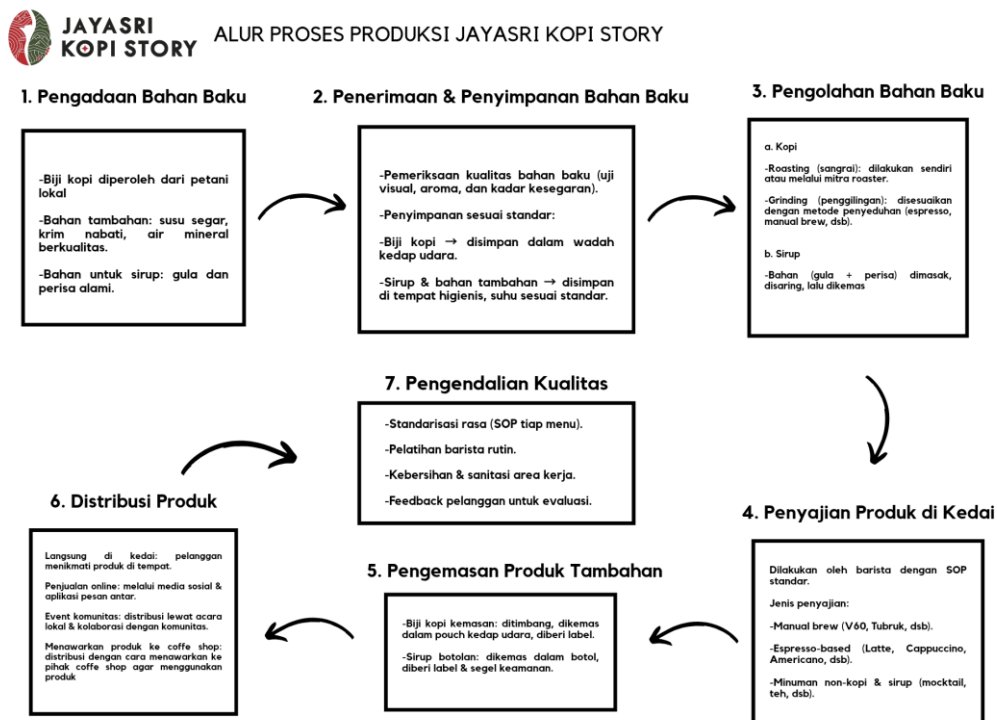 JAYASRI
KOPI STORY
ALUR PROSES PRODUKSI JAYASRI KOPI STORY
1. Pengadaan Bahan Baku
-Biji kopi diperoleh dari petani
lokal
-Bahan tambahan: susu segar,
krim nabati, air mineral
berkualitas.
-Bahan untuk sirup: gula dan
perisa alami.
2. Penerimaan & Penyimpanan Bahan Baku
-Pemeriksaan kualitas bahan baku (uji
visual, aroma, dan kadar kesegaran).
-Penyimpanan sesuai standar:
-Biji kopi → disimpan dalam wadah
kedap udara.
-Sirup & bahan tambahan → disimpan
di tempat higienis, suhu sesuai standar.
3. Pengolahan Bahan Baku
a. Kopi
-Roasting (sangrai): dilakukan sendiri
atau melalui mitra roaster.
-Grinding (penggilingan): disesuaikan
dengan metode penyeduhan (espresso,
manual brew, dsb).
b. Sirup
-Bahan (gula + perisa) dimasak,
disaring, lalu dikemas
4. Penyajian Produk di Kedai
Dilakukan oleh barista dengan SOP
standar.
Jenis penyajian:
-Manual brew (V60, Tubruk, dsb).
-Espresso-based (Latte, Cappuccino,
Americano, dsb).
-Minuman non-kopi & sirup (mocktail,
teh, dsb).
5. Pengemasan Produk Tambahan
-Biji kopi kemasan: ditimbang, dikemas
dalam pouch kedap udara, diberi label.
-Sirup botolan: dikemas dalam botol,
diberi label & segel keamanan.
6. Distribusi Produk
Langsung di kedai: pelanggan
menikmati produk di tempat.
Penjualan online: melalui media sosial &
aplikasi pesan antar.
Event komunitas: distribusi lewat acara
lokal & kolaborasi dengan komunitas.
Menawarkan produk ke coffe shop:
distribusi dengan cara menawarkan ke
pihak coffe shop agar menggunakan
produk
7. Pengendalian Kualitas
-Standarisasi rasa (SOP tiap menu).
-Pelatihan barista rutin.
-Kebersihan & sanitasi area kerja.
-Feedback pelanggan untuk evaluasi.